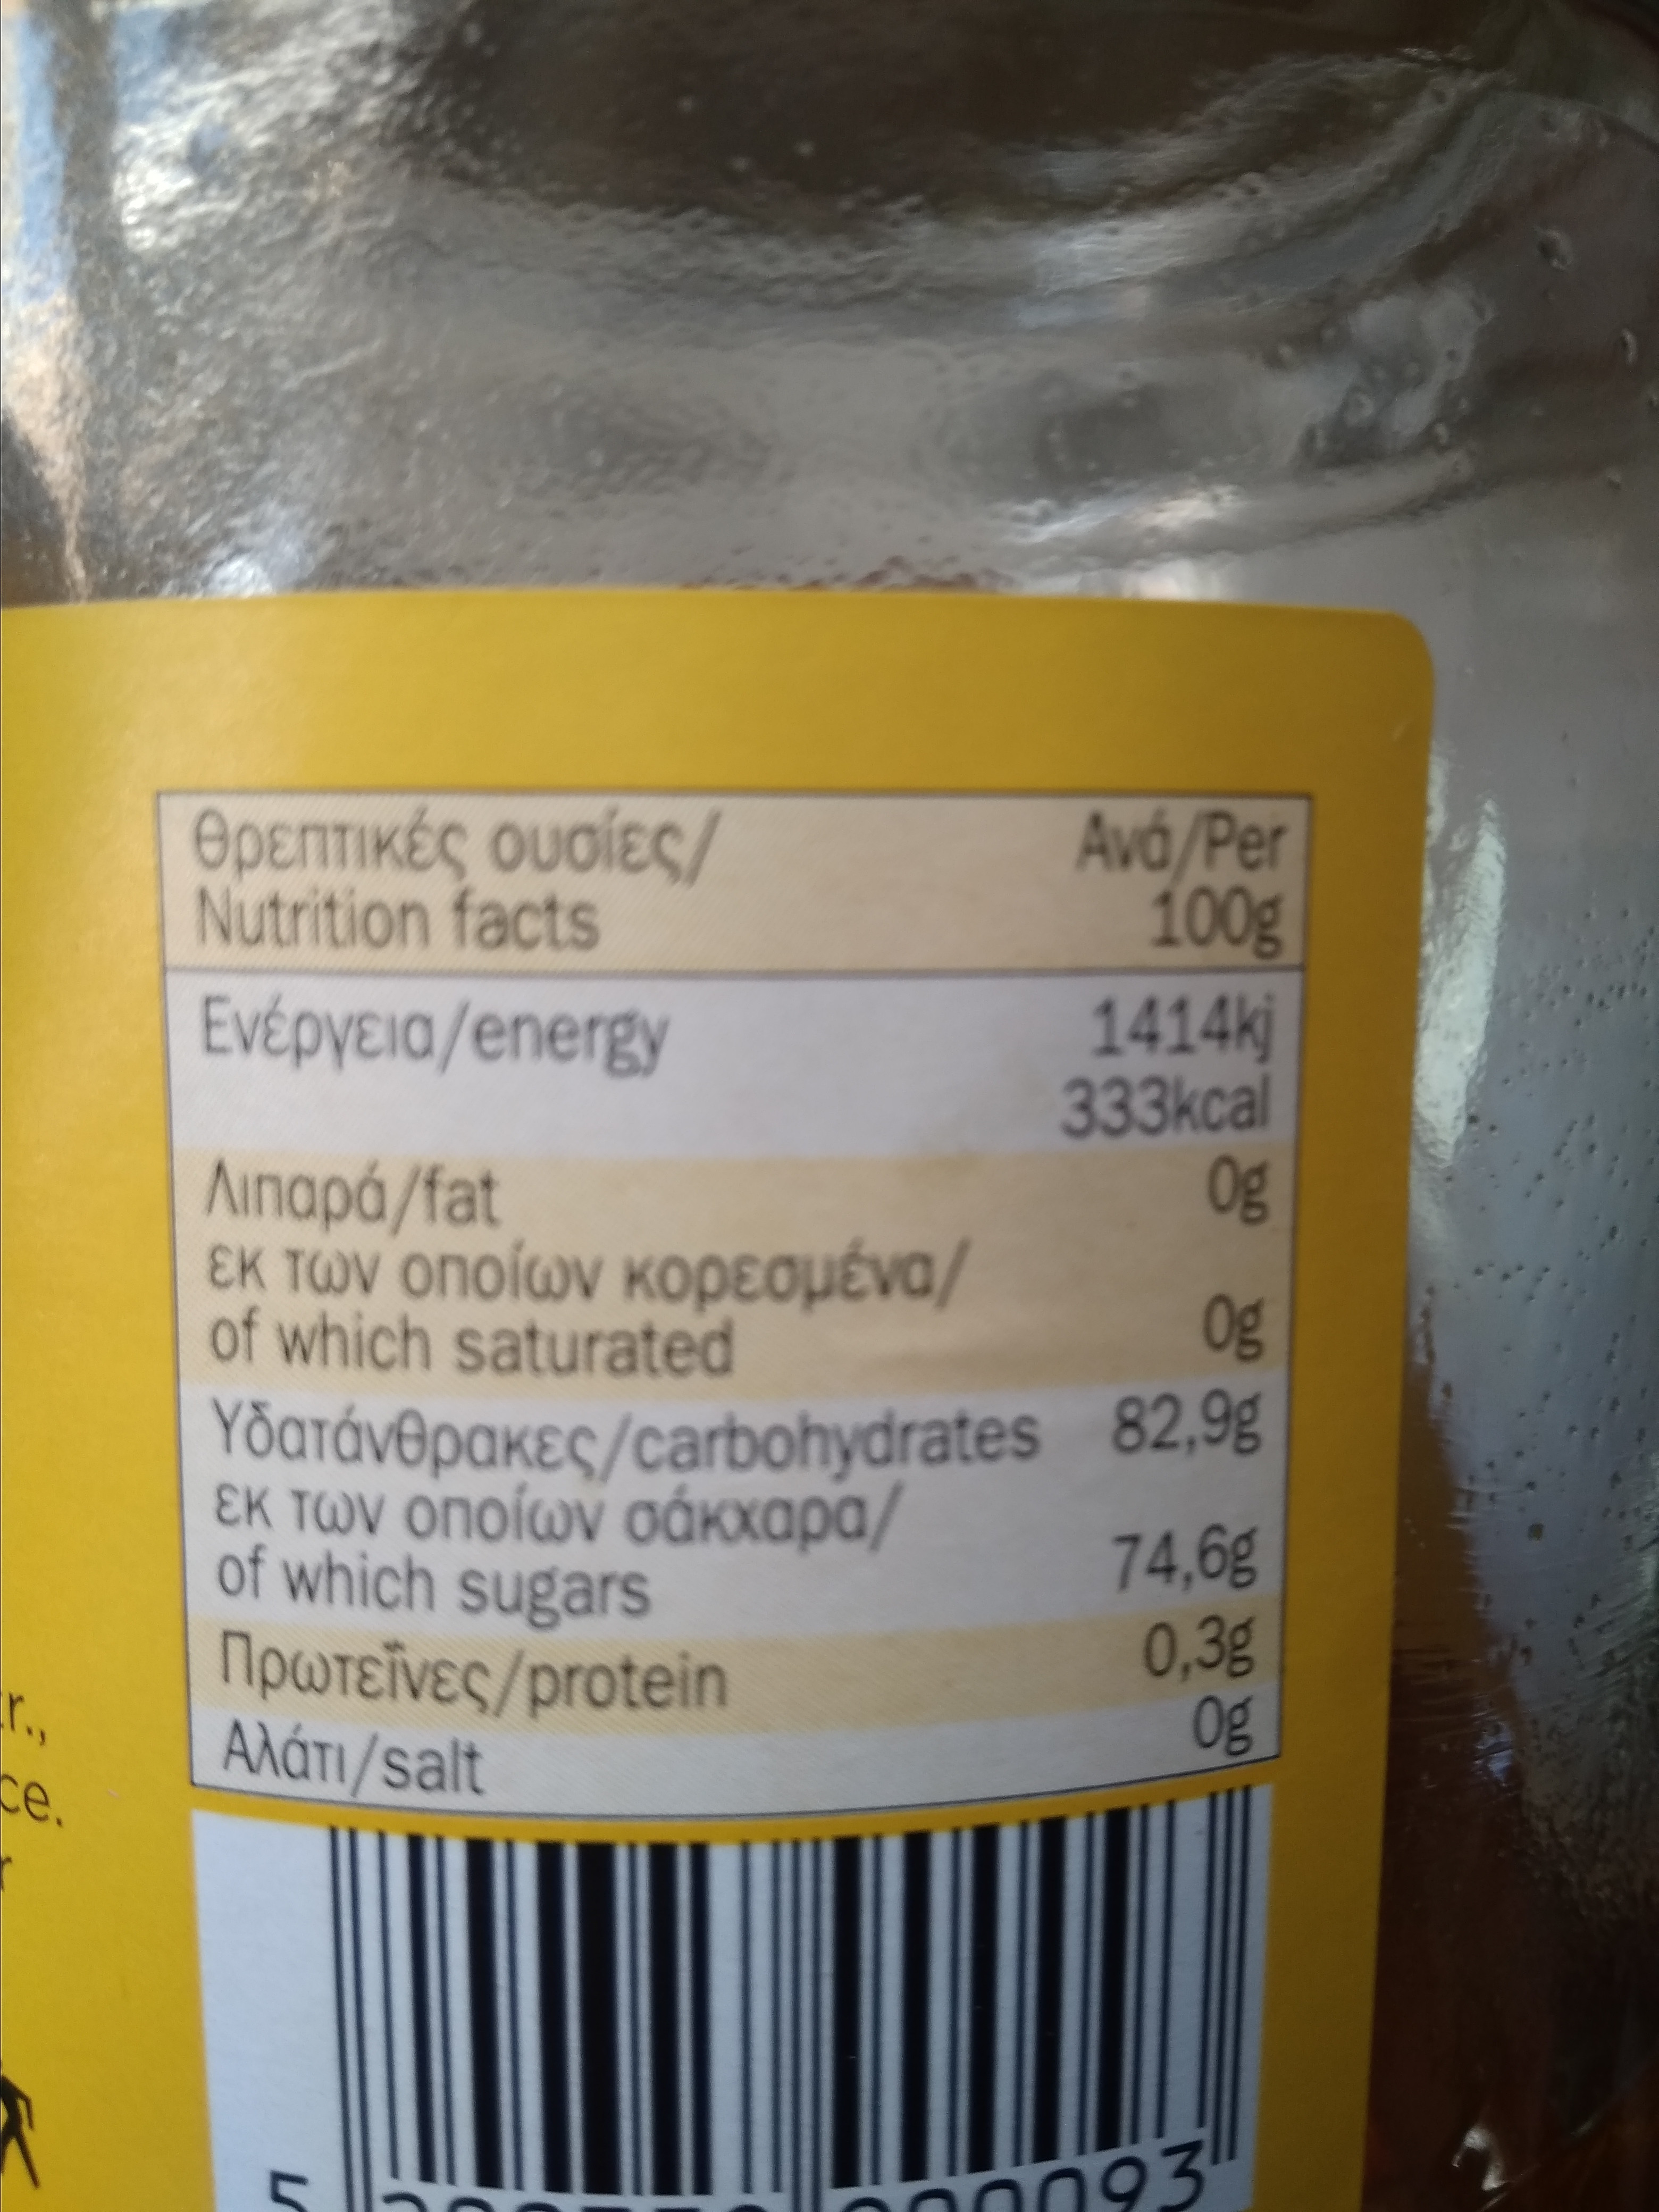 Θρεπτικές ουσίες/ Ανά/Per
Nutrition facts 100g
Ενέργεια/energy 1414kj
333kcal
Λιπαρά/fat 0g
εκ των οποίων κορεσμένα/
of which saturated 0g
Υδατάνθρακες/carbohydrates 82,9g
εκ των οποίων σάκχαρα/
of which sugars 74,6g
Πρωτεΐνες/protein 0,3g
Αλάτι/salt 0g